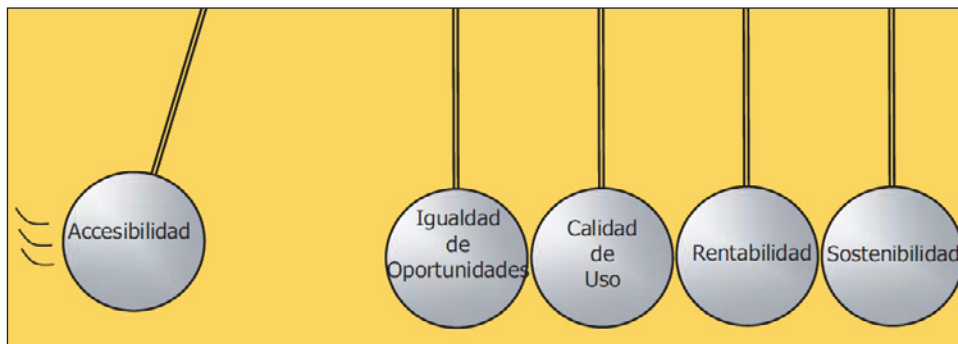 Accesibilidad
Igualdad
de
Oportunidades
Calidad
de
Uso
Rentabilidad
Sostenibilidad